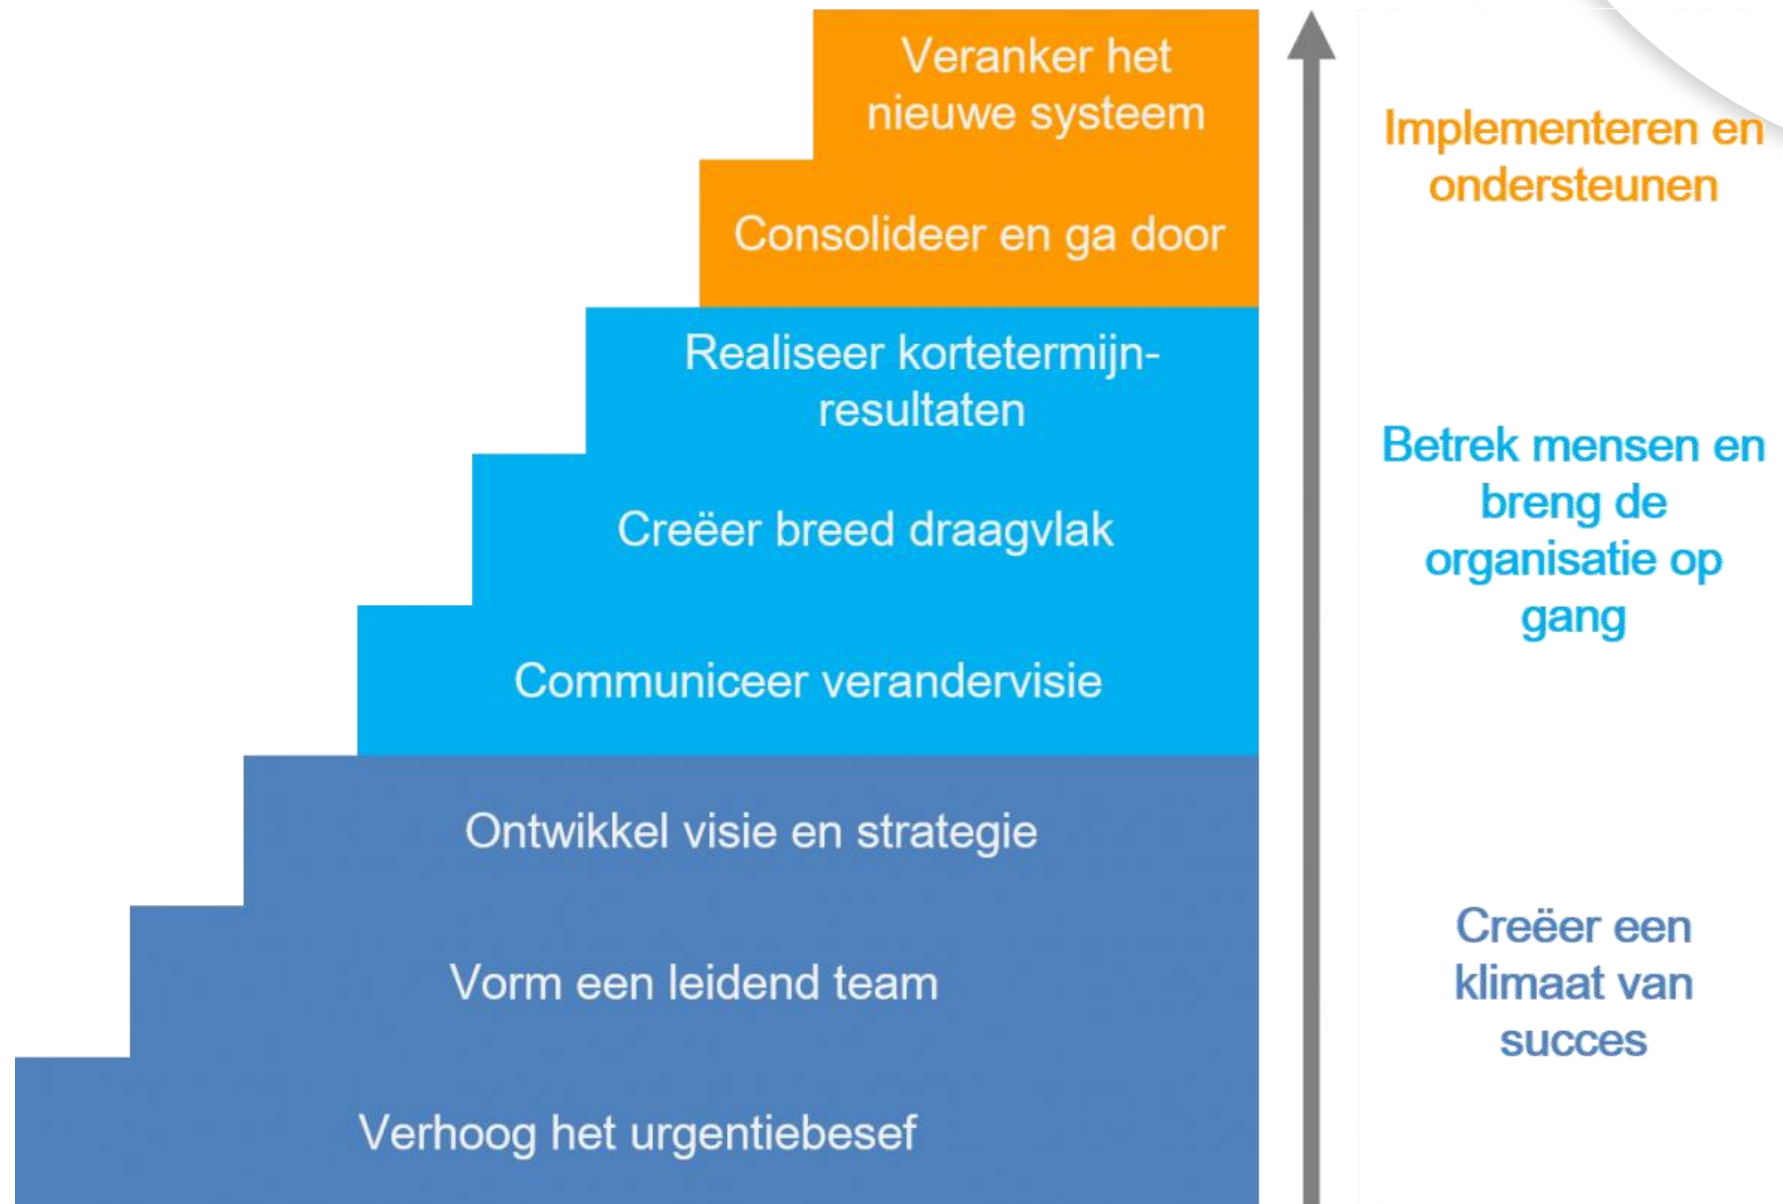 Veranker het
nieuwe systeem
Consolideer en ga door
Realiseer kortetermijn-
resultaten
Creëer breed draagvlak
Communiceer verandervisie
Ontwikkel visie en strategie
Vorm een leidend team
Verhoog het urgentiebesef
Implementeren en
ondersteunen
Betrek mensen en
breng de
organisatie op
gang
Creëer een
klimaat van
succes